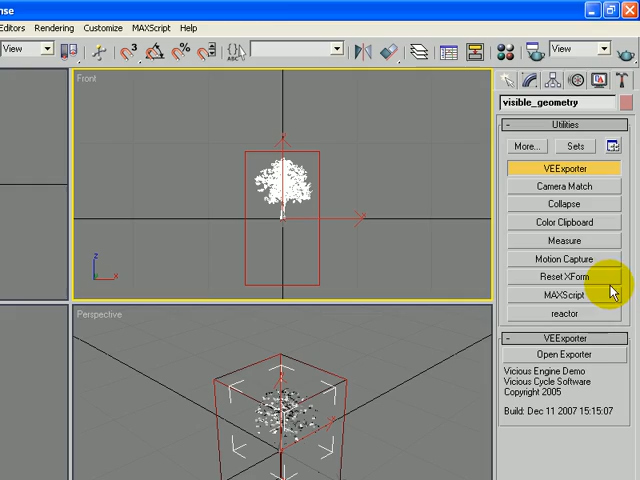 nse
Editors Rendering Customize MAXScript Help
View
ABC
View
Front
z
x
x
Perspective
visible_geometry
- Utilities
More... Sets
VEExporter
Camera Match
Collapse
Color Clipboard
Measure
Motion Capture
Reset XForm
MAXScript
reactor
- VEExporter
Open Exporter
Vicious Engine Demo
Vicious Cycle Software
Copyright 2005
Build: Dec 11 2007 15:15:07